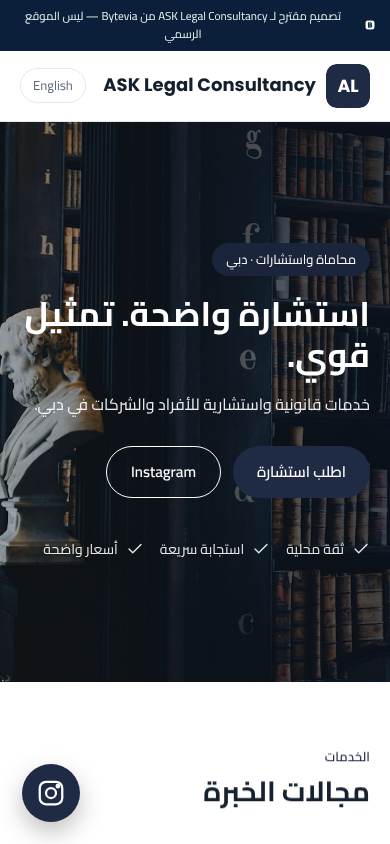 تصميم مقترح لـ ASK Legal Consultancy من Bytevia — ليس الموقع
الرسمي
B
AL
ASK Legal Consultancy
English
k
i
h
g
g
f
e
d
c
محاماة واستشارات · دبي
استشارة واضحة. تمثيل
قوي.
خدمات قانونية واستشارية للأفراد والشركات في دبي.
اطلب استشارة
Instagram
ثقة محلية
استجابة سريعة
أسعار واضحة
الخدمات
مجالات الخبرة